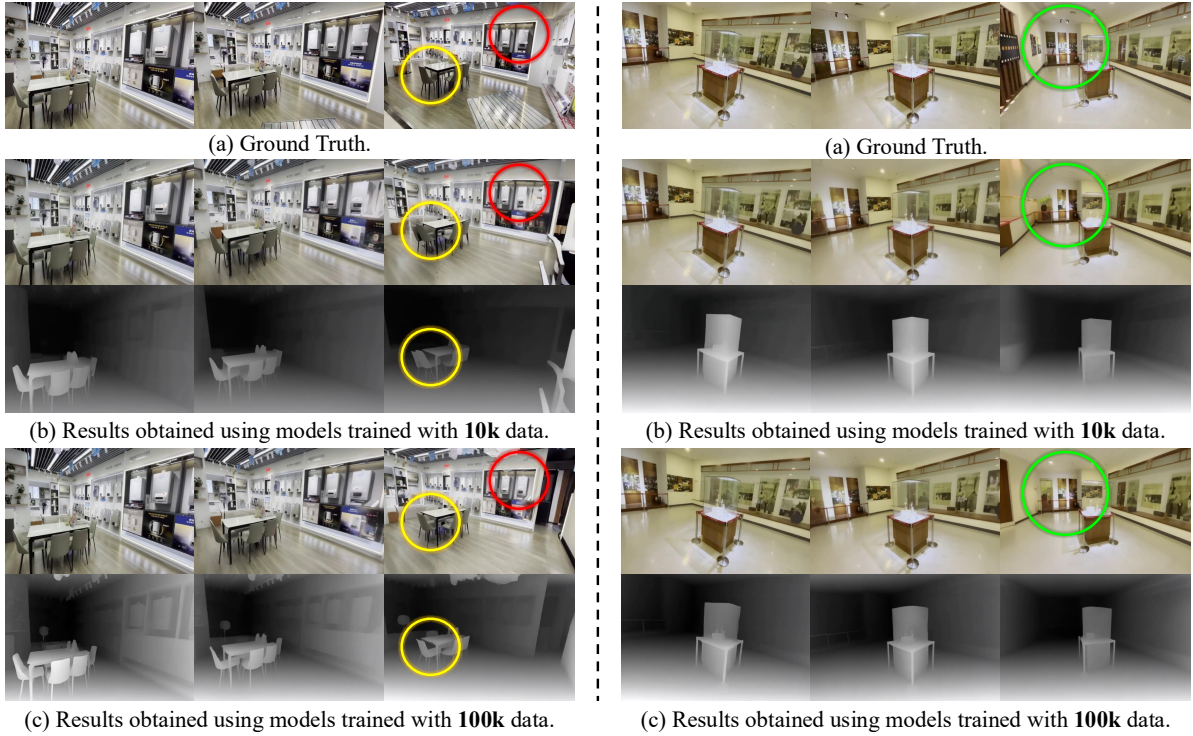 (a) Ground Truth.
(b) Results obtained using models trained with 10k data.
(c) Results obtained using models trained with 100k data.
(a) Ground Truth.
(b) Results obtained using models trained with 10k data.
(c) Results obtained using models trained with 100k data.